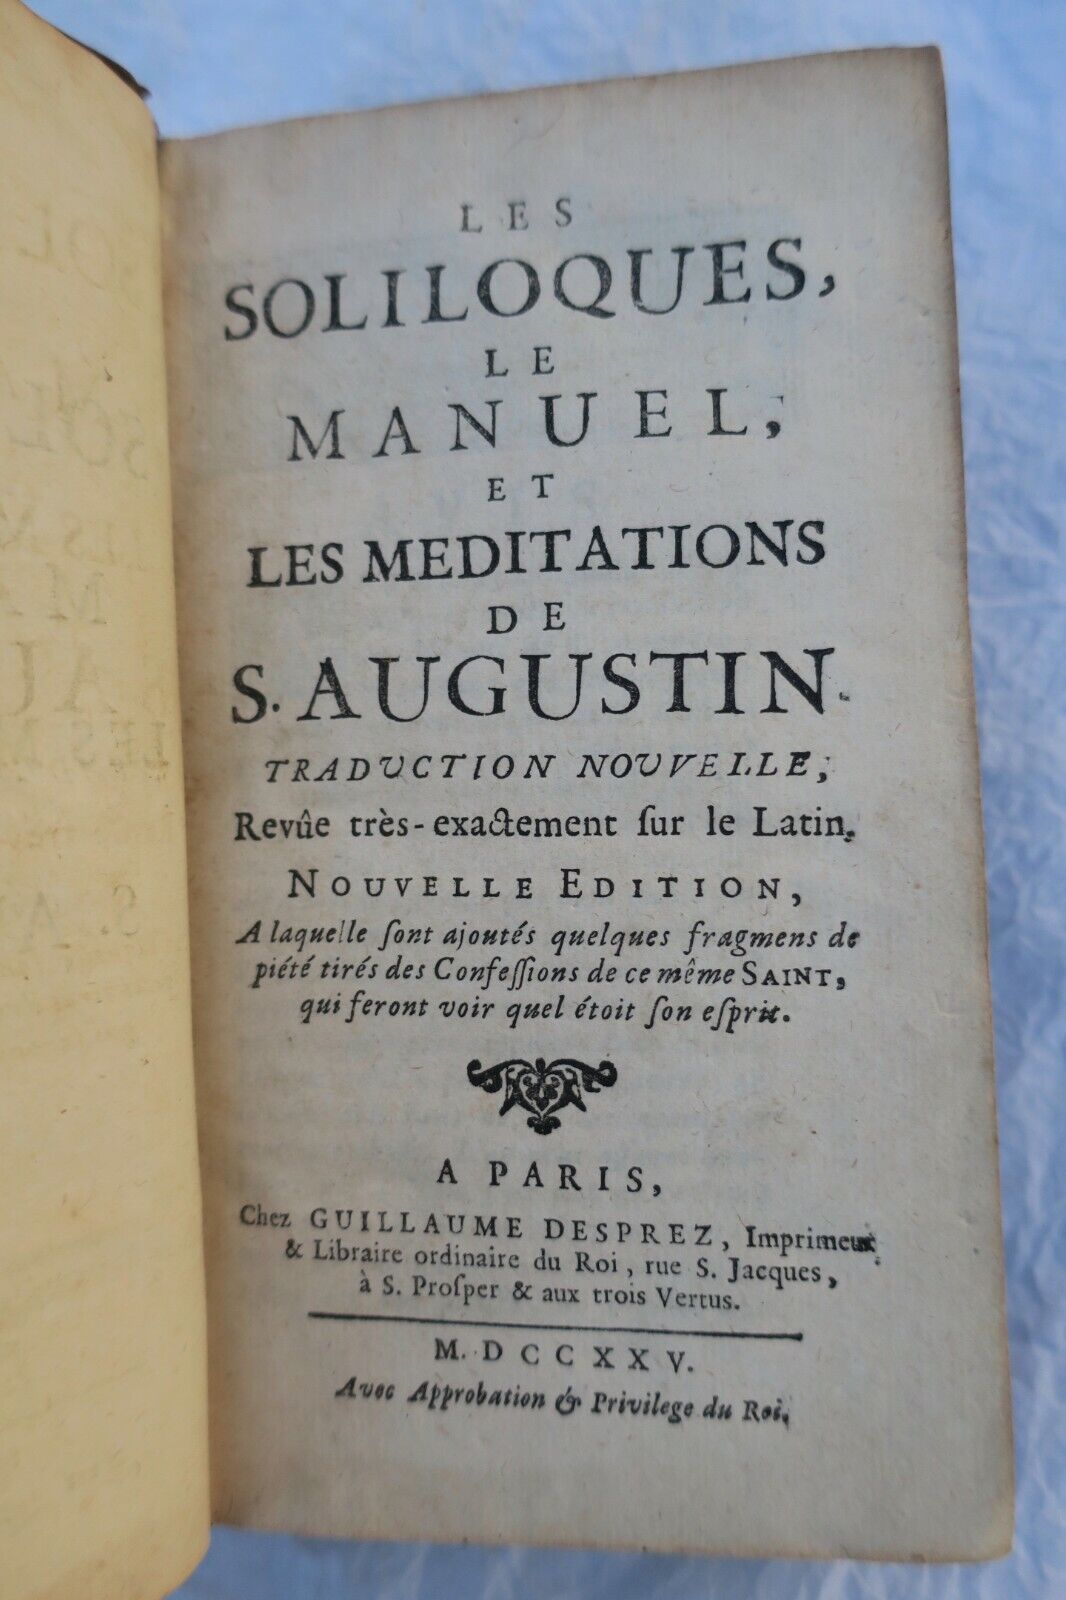 LES
SOLILOQUES,
LE
MANUEL,
ET
LES MEDITATIONS
DE
S. AUGUSTIN.
TRADUCTION NOUVELLE,
Revûe très-exactement ſur le Latin.
NOUVELLE EDITION,
A laquelle ſont ajoutés quelques fragmens de
piété tirés des Confeſſions de ce même SAINT,
qui feront voir quel étoit ſon eſprit.
A PARIS,
Chez GUILLAUME DESPREZ, Imprimeur
& Libraire ordinaire du Roi, rue S. Jacques,
à S. Proſper & aux trois Vertus.
M. DCCXXV.
Avec Approbation & Privilege du Roi.